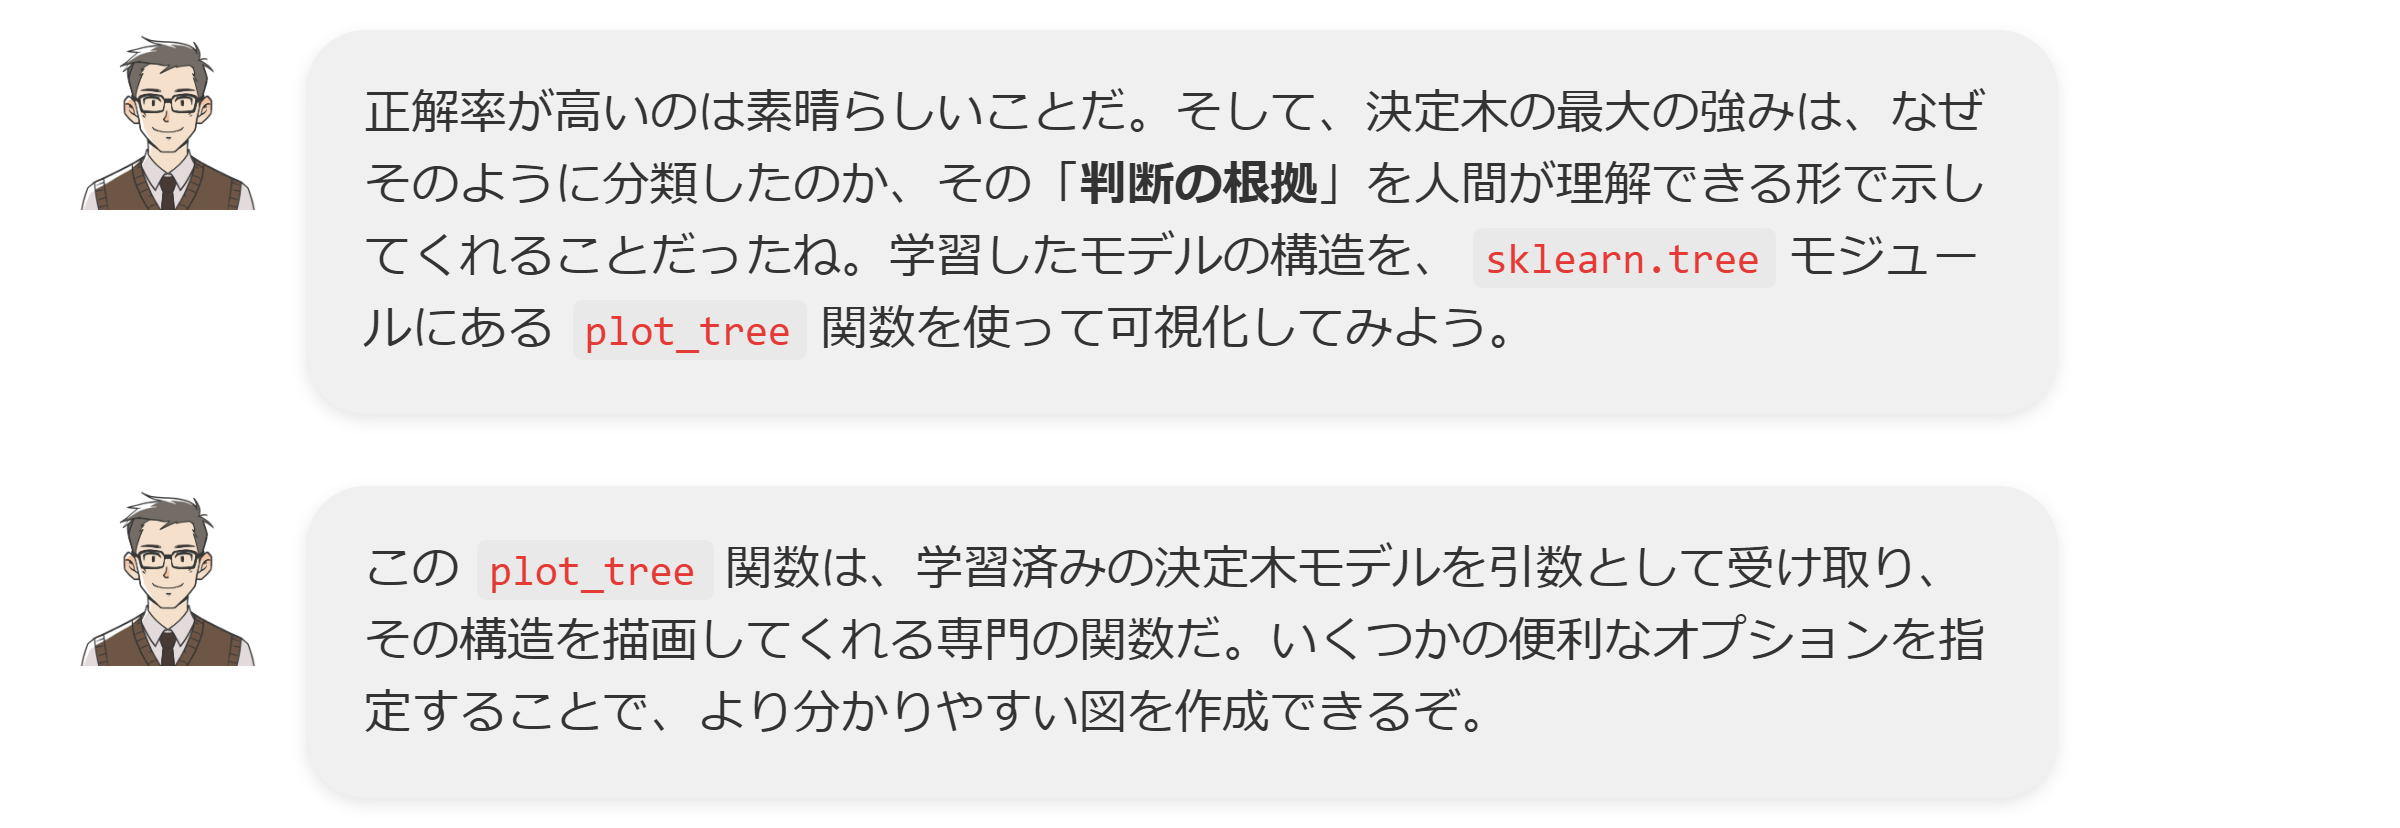 正解率が高いのは素晴らしいことだ。そして、決定木の最大の強みは、なぜ
そのように分類したのか、その「判断の根拠」を人間が理解できる形で示し
てくれることだったね。学習したモデルの構造を、 sklearn.tree モジュー
ルにある plot_tree 関数を使って可視化してみよう。
この plot_tree 関数は、学習済みの決定木モデルを引数として受け取り、
その構造を描画してくれる専門の関数だ。いくつかの便利なオプションを指
定することで、より分かりやすい図を作成できるぞ。